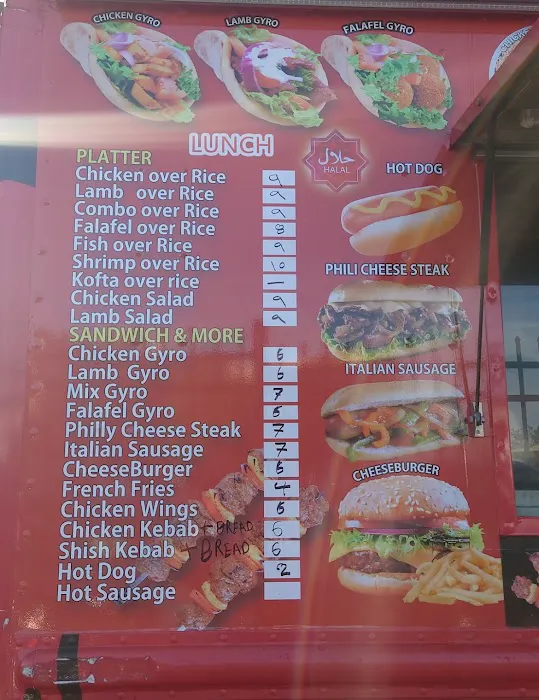 CHICKEN GYRO
LAMB GYRO
FALAFEL GYRO
LUNCH
حلال
HALAL
PLATTER
Chicken over Rice 9
Lamb over Rice 9
Combo over Rice 9
Falafel over Rice 8
Fish over Rice 9
Shrimp over Rice 10
Kofta over rice —
Chicken Salad 9
Lamb Salad 9
SANDWICH & MORE
Chicken Gyro 6
Lamb Gyro 6
Mix Gyro 7
Falafel Gyro 6
Philly Cheese Steak 7
Italian Sausage 7
CheeseBurger 5
French Fries 4
Chicken Wings 6
Chicken Kebab + BREAD 6
Shish Kebab + BREAD 6
Hot Dog 2
Hot Sausage
HOT DOG
PHILI CHEESE STEAK
ITALIAN SAUSAGE
CHEESEBURGER